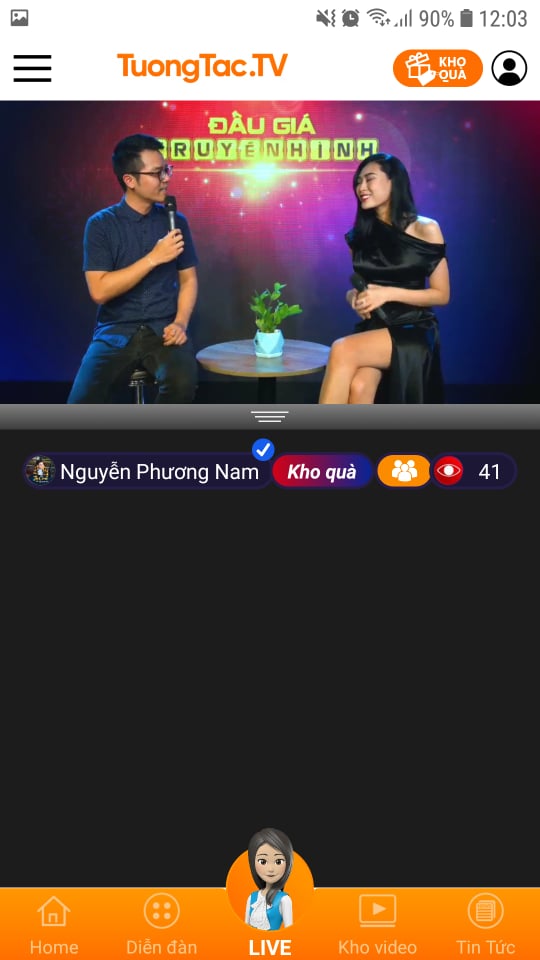 90% 12:03
TuongTac.TV
KHO
QUÀ
ĐẤU GIÁ
TRUYỀN HÌNH
Nguyễn Phương Nam Kho quà 41
Home Diễn đàn LIVE Kho video Tin Tức